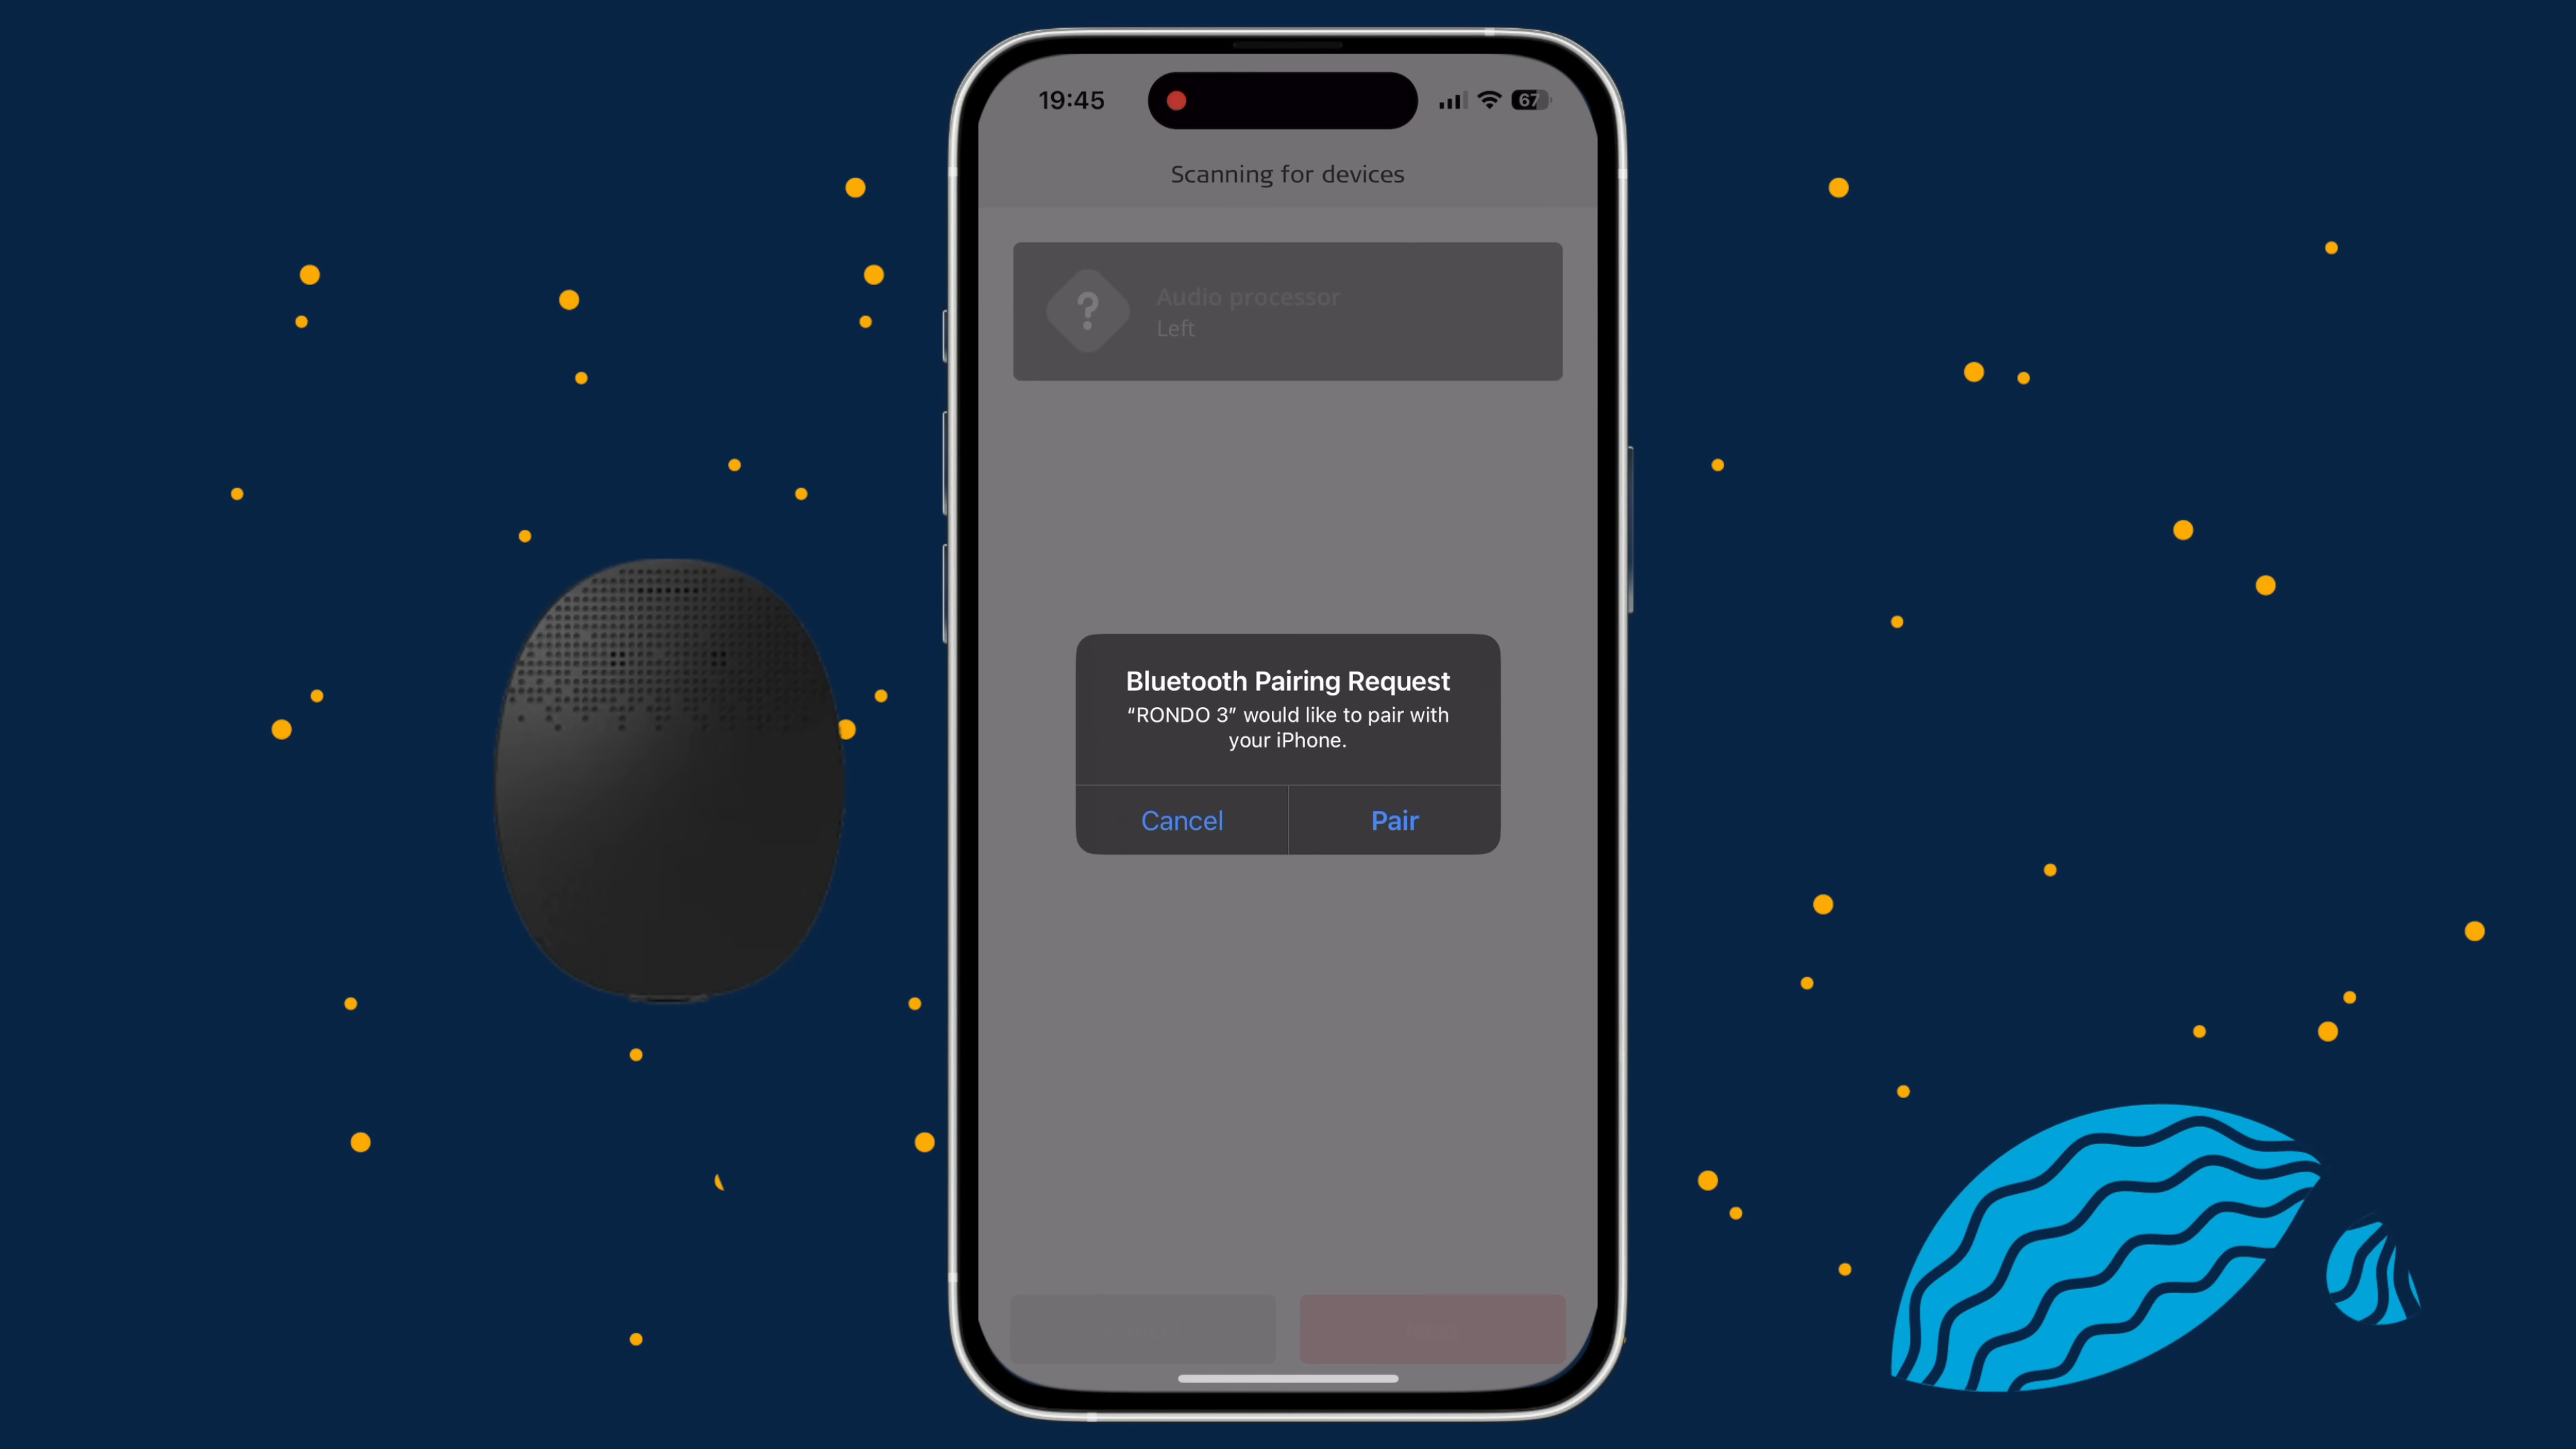 19:45
67
Scanning for devices
?
Audio processor
Left
Bluetooth Pairing Request
“RONDO 3” would like to pair with
your iPhone.
Cancel
Pair